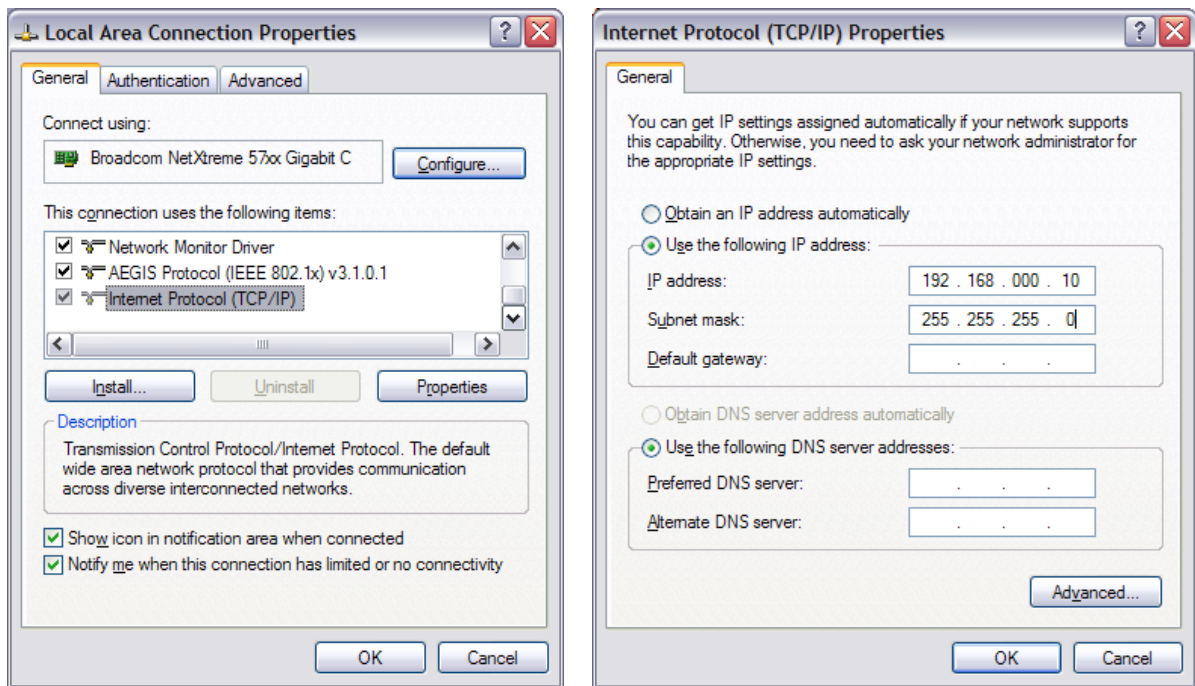 Local Area Connection Properties
General Authentication Advanced
Connect using:
Broadcom NetXtreme 57xx Gigabit C
Configure...
This connection uses the following items:
Network Monitor Driver
AEGIS Protocol (IEEE 802.1x) v3.1.0.1
Internet Protocol (TCP/IP)
Install... Uninstall Properties
Description
Transmission Control Protocol/Internet Protocol. The default
wide area network protocol that provides communication
across diverse interconnected networks.
Show icon in notification area when connected
Notify me when this connection has limited or no connectivity
OK Cancel
Internet Protocol (TCP/IP) Properties
General
You can get IP settings assigned automatically if your network supports
this capability. Otherwise, you need to ask your network administrator for
the appropriate IP settings.
Obtain an IP address automatically
Use the following IP address:
IP address: 192 . 168 . 000 . 10
Subnet mask: 255 . 255 . 255 . 0
Default gateway: . . .
Obtain DNS server address automatically
Use the following DNS server addresses:
Preferred DNS server: . . .
Alternate DNS server: . . .
Advanced...
OK Cancel